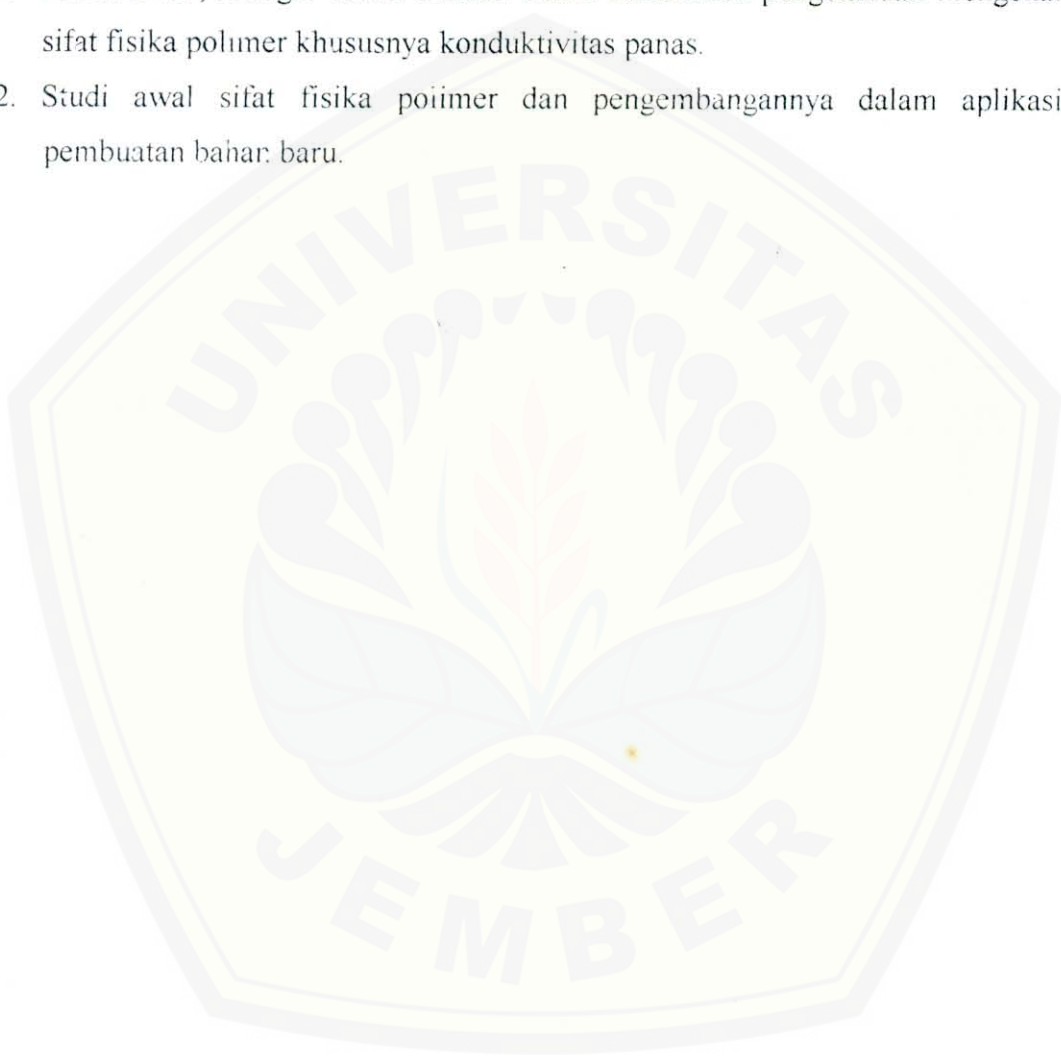 mengenai
sifat fisika polimer khususnya konduktivitas panas.
2. Studi awal sifat fisika polimer dan pengembangannya dalam aplikasi
pembuatan bahan baru.
UNIVERSITAS
JEMBER